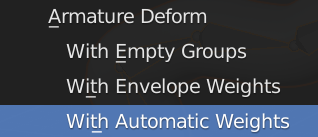 Armature Deform
With Empty Groups
With Envelope Weights
With Automatic Weights